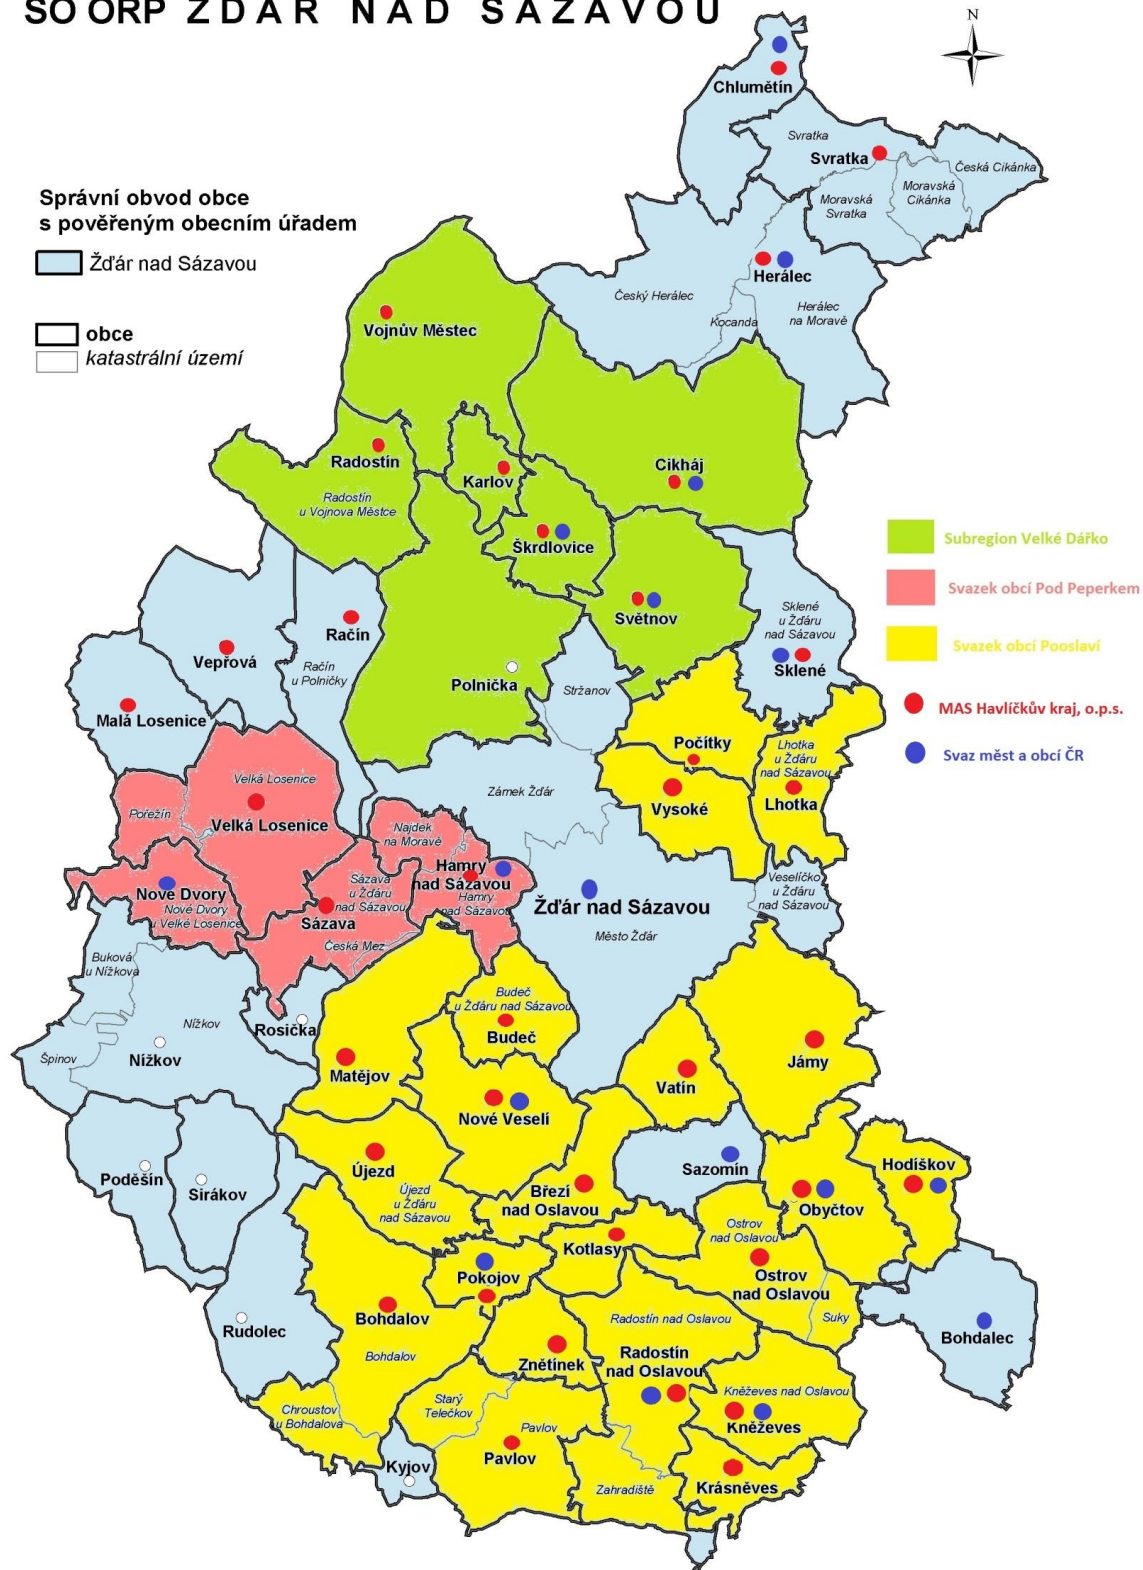 SO ORP ŽĎÁR NAD SÁZAVOU
N
Chlumětín
Svratka
Svratka
Česká Cikánka
Moravská
Cikánka
Moravská
Svratka
Správní obvod obce
s pověřeným obecním úřadem
Žďár nad Sázavou
obce
katastrální území
Herálec
Český Herálec
Herálec
na Moravě
Kocanda
Vojnův Městec
Radostín
Radostín
u Vojnova Městce
Karlov
Cikháj
Škrdlovice
Světnov
Subregion Velké Dářko
Svazek obcí Pod Peperkem
Svazek obcí Pooslaví
MAS Havlíčkův kraj, o.p.s.
Svaz měst a obcí ČR
Sklené
u Žďáru
nad Sázavou
Sklené
Račín
Račín
u Polničky
Vepřová
Polnička
Stržanov
Malá Losenice
Počítky
Lhotka
u Žďáru
nad Sázavou
Lhotka
Vysoké
Velká Losenice
Velká Losenice
Zámek Žďár
Pořežín
Najdek
na Moravě
Hamry
nad Sázavou
Hamry
nad Sázavou
Sázava
u Žďáru
nad Sázavou
Sázava
Česká Mez
Nové Dvory
Nové Dvory
u Velké Losenice
Veselíčko
u Žďáru
nad Sázavou
Žďár nad Sázavou
Město Žďár
Buková
u Nížkova
Nížkov
Nížkov
Špinov
Rosička
Budeč
u Žďáru nad Sázavou
Budeč
Matějov
Jámy
Vatín
Nové Veselí
Poděšín
Sirákov
Újezd
Újezd
u Žďáru
nad Sázavou
Březí
nad Oslavou
Sazomín
Hodíškov
Obyčtov
Ostrov
nad Oslavou
Kotlasy
Ostrov
nad Oslavou
Pokojov
Suky
Bohdalec
Rudolec
Bohdalov
Bohdalov
Radostín nad Oslavou
Radostín
nad Oslavou
Znětínek
Kněževes nad Oslavou
Kněževes
Starý
Telečkov
Chroustov
u Bohdalova
Pavlov
Pavlov
Kyjov
Zahradiště
Krásněves